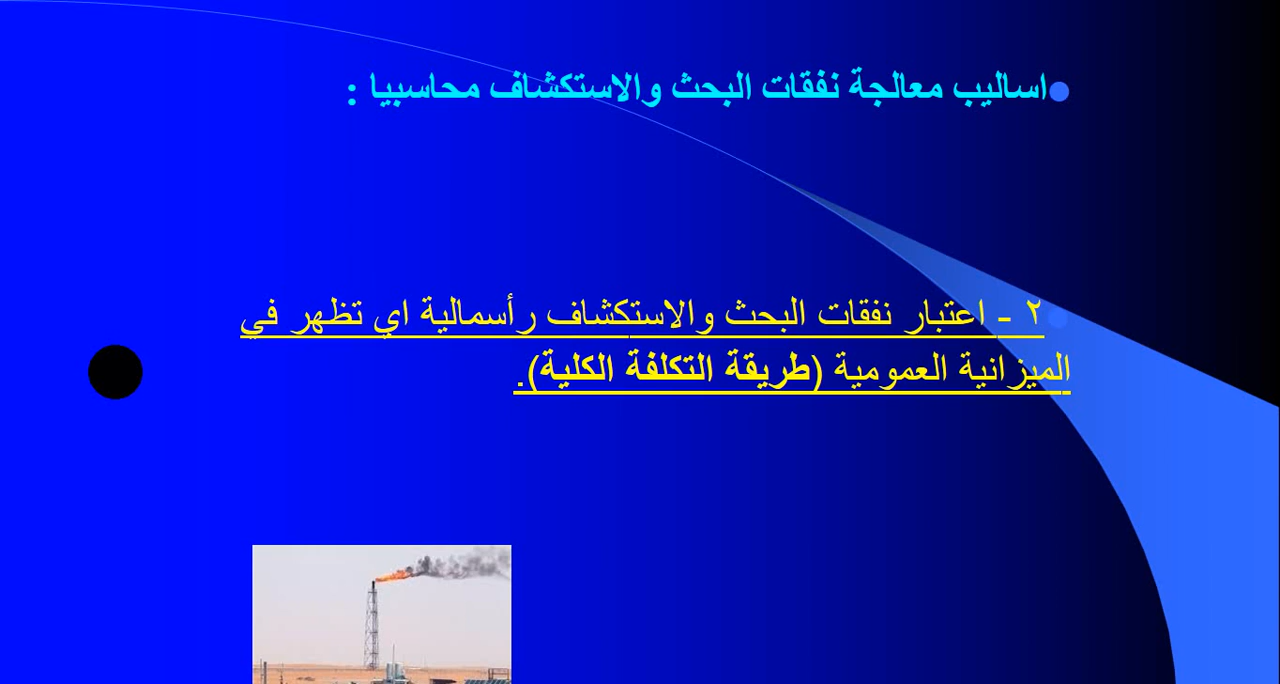 اساليب معالجة نفقات البحث والاستكشاف محاسبيا :
٢ - اعتبار نفقات البحث والاستكشاف رأسمالية اي تظهر في
الميزانية العمومية (طريقة التكلفة الكلية).